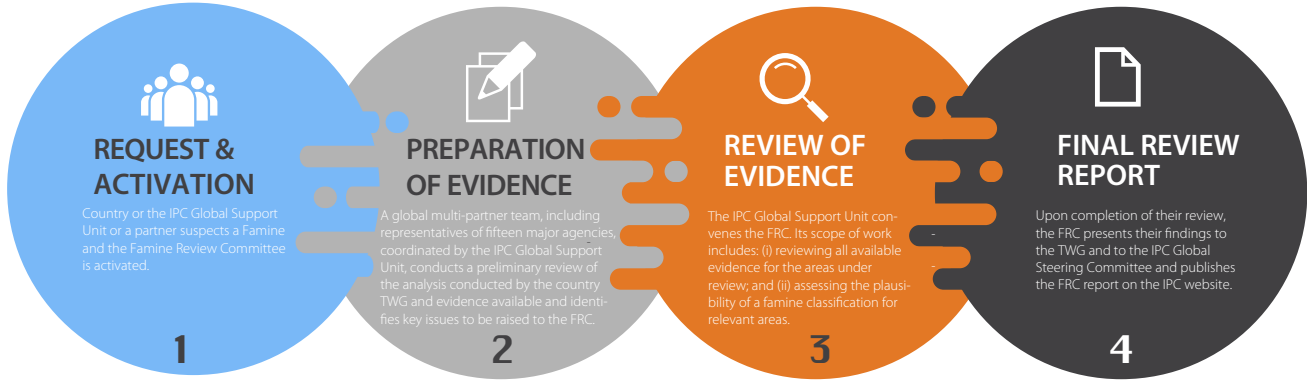 REQUEST &
ACTIVATION
Country or the IPC Global Support
Unit or a partner suspects a Famine
and the Famine Review Committee
is activated.
1
PREPARATION
OF EVIDENCE
A global multi-partner team, including
representatives of fifteen major agencies,
coordinated by the IPC Global Support
Unit, conducts a preliminary review of
the analysis conducted by the country
TWG and evidence available and identi-
fies key issues to be raised to the FRC.
2
REVIEW OF
EVIDENCE
The IPC Global Support Unit con-
venes the FRC. Its scope of work
includes: (i) reviewing all available
evidence for the areas under
review; and (ii) assessing the plausi-
bility of a famine classification for
relevant areas.
3
FINAL REVIEW
REPORT
Upon completion of their review,
the FRC presents their findings to
the TWG and to the IPC Global
Steering Committee and publishes
the FRC report on the IPC website.
4